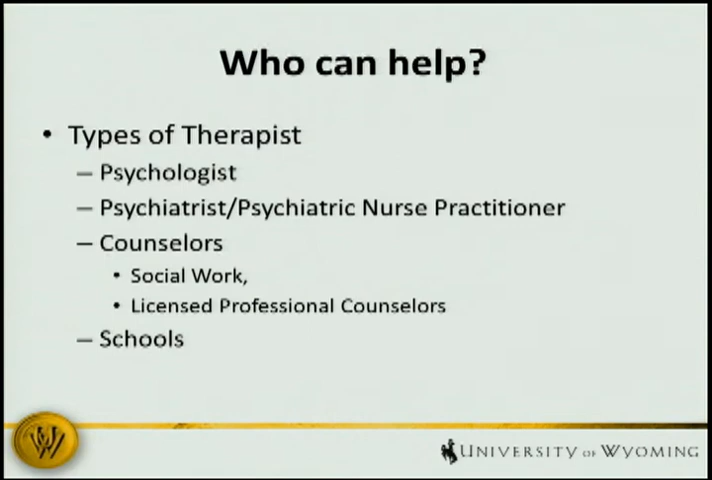 Who can help?
• Types of Therapist
– Psychologist
– Psychiatrist/Psychiatric Nurse Practitioner
– Counselors
• Social Work,
• Licensed Professional Counselors
– Schools
UW
UNIVERSITY OF WYOMING